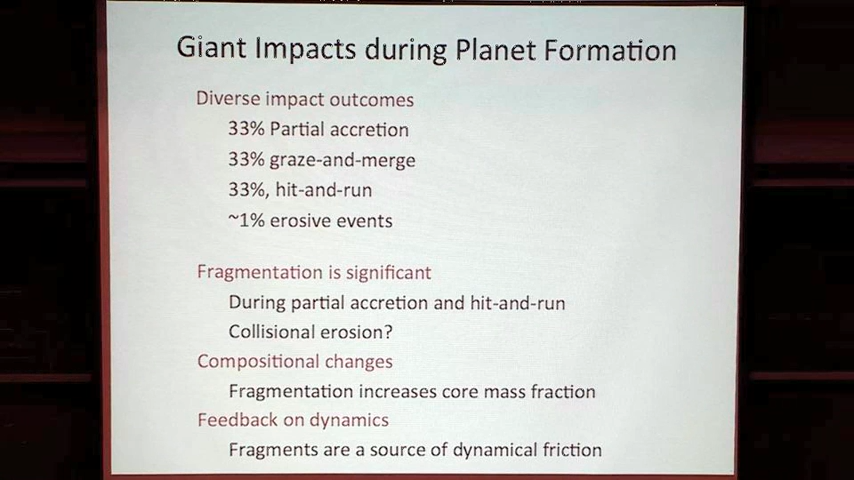 Giant Impacts during Planet Formation
Diverse impact outcomes
33% Partial accretion
33% graze-and-merge
33%, hit-and-run
~1% erosive events
Fragmentation is significant
During partial accretion and hit-and-run
Collisional erosion?
Compositional changes
Fragmentation increases core mass fraction
Feedback on dynamics
Fragments are a source of dynamical friction